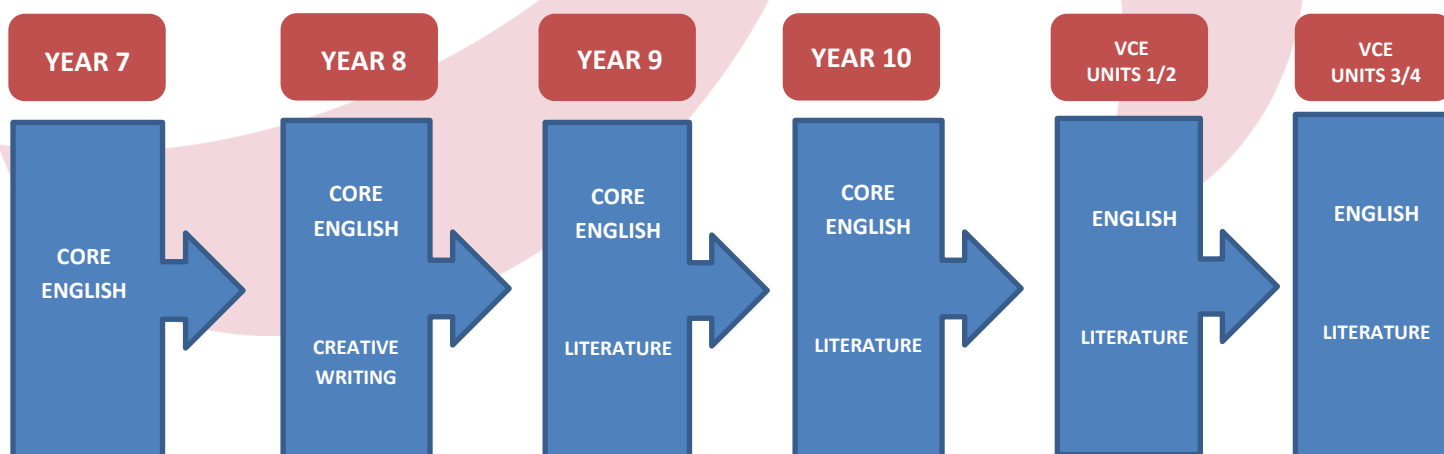 YEAR 7
YEAR 8
YEAR 9
YEAR 10
VCE
UNITS 1/2
VCE
UNITS 3/4
CORE
ENGLISH
CORE
ENGLISH
CREATIVE
WRITING
CORE
ENGLISH
LITERATURE
CORE
ENGLISH
LITERATURE
ENGLISH
LITERATURE
ENGLISH
LITERATURE